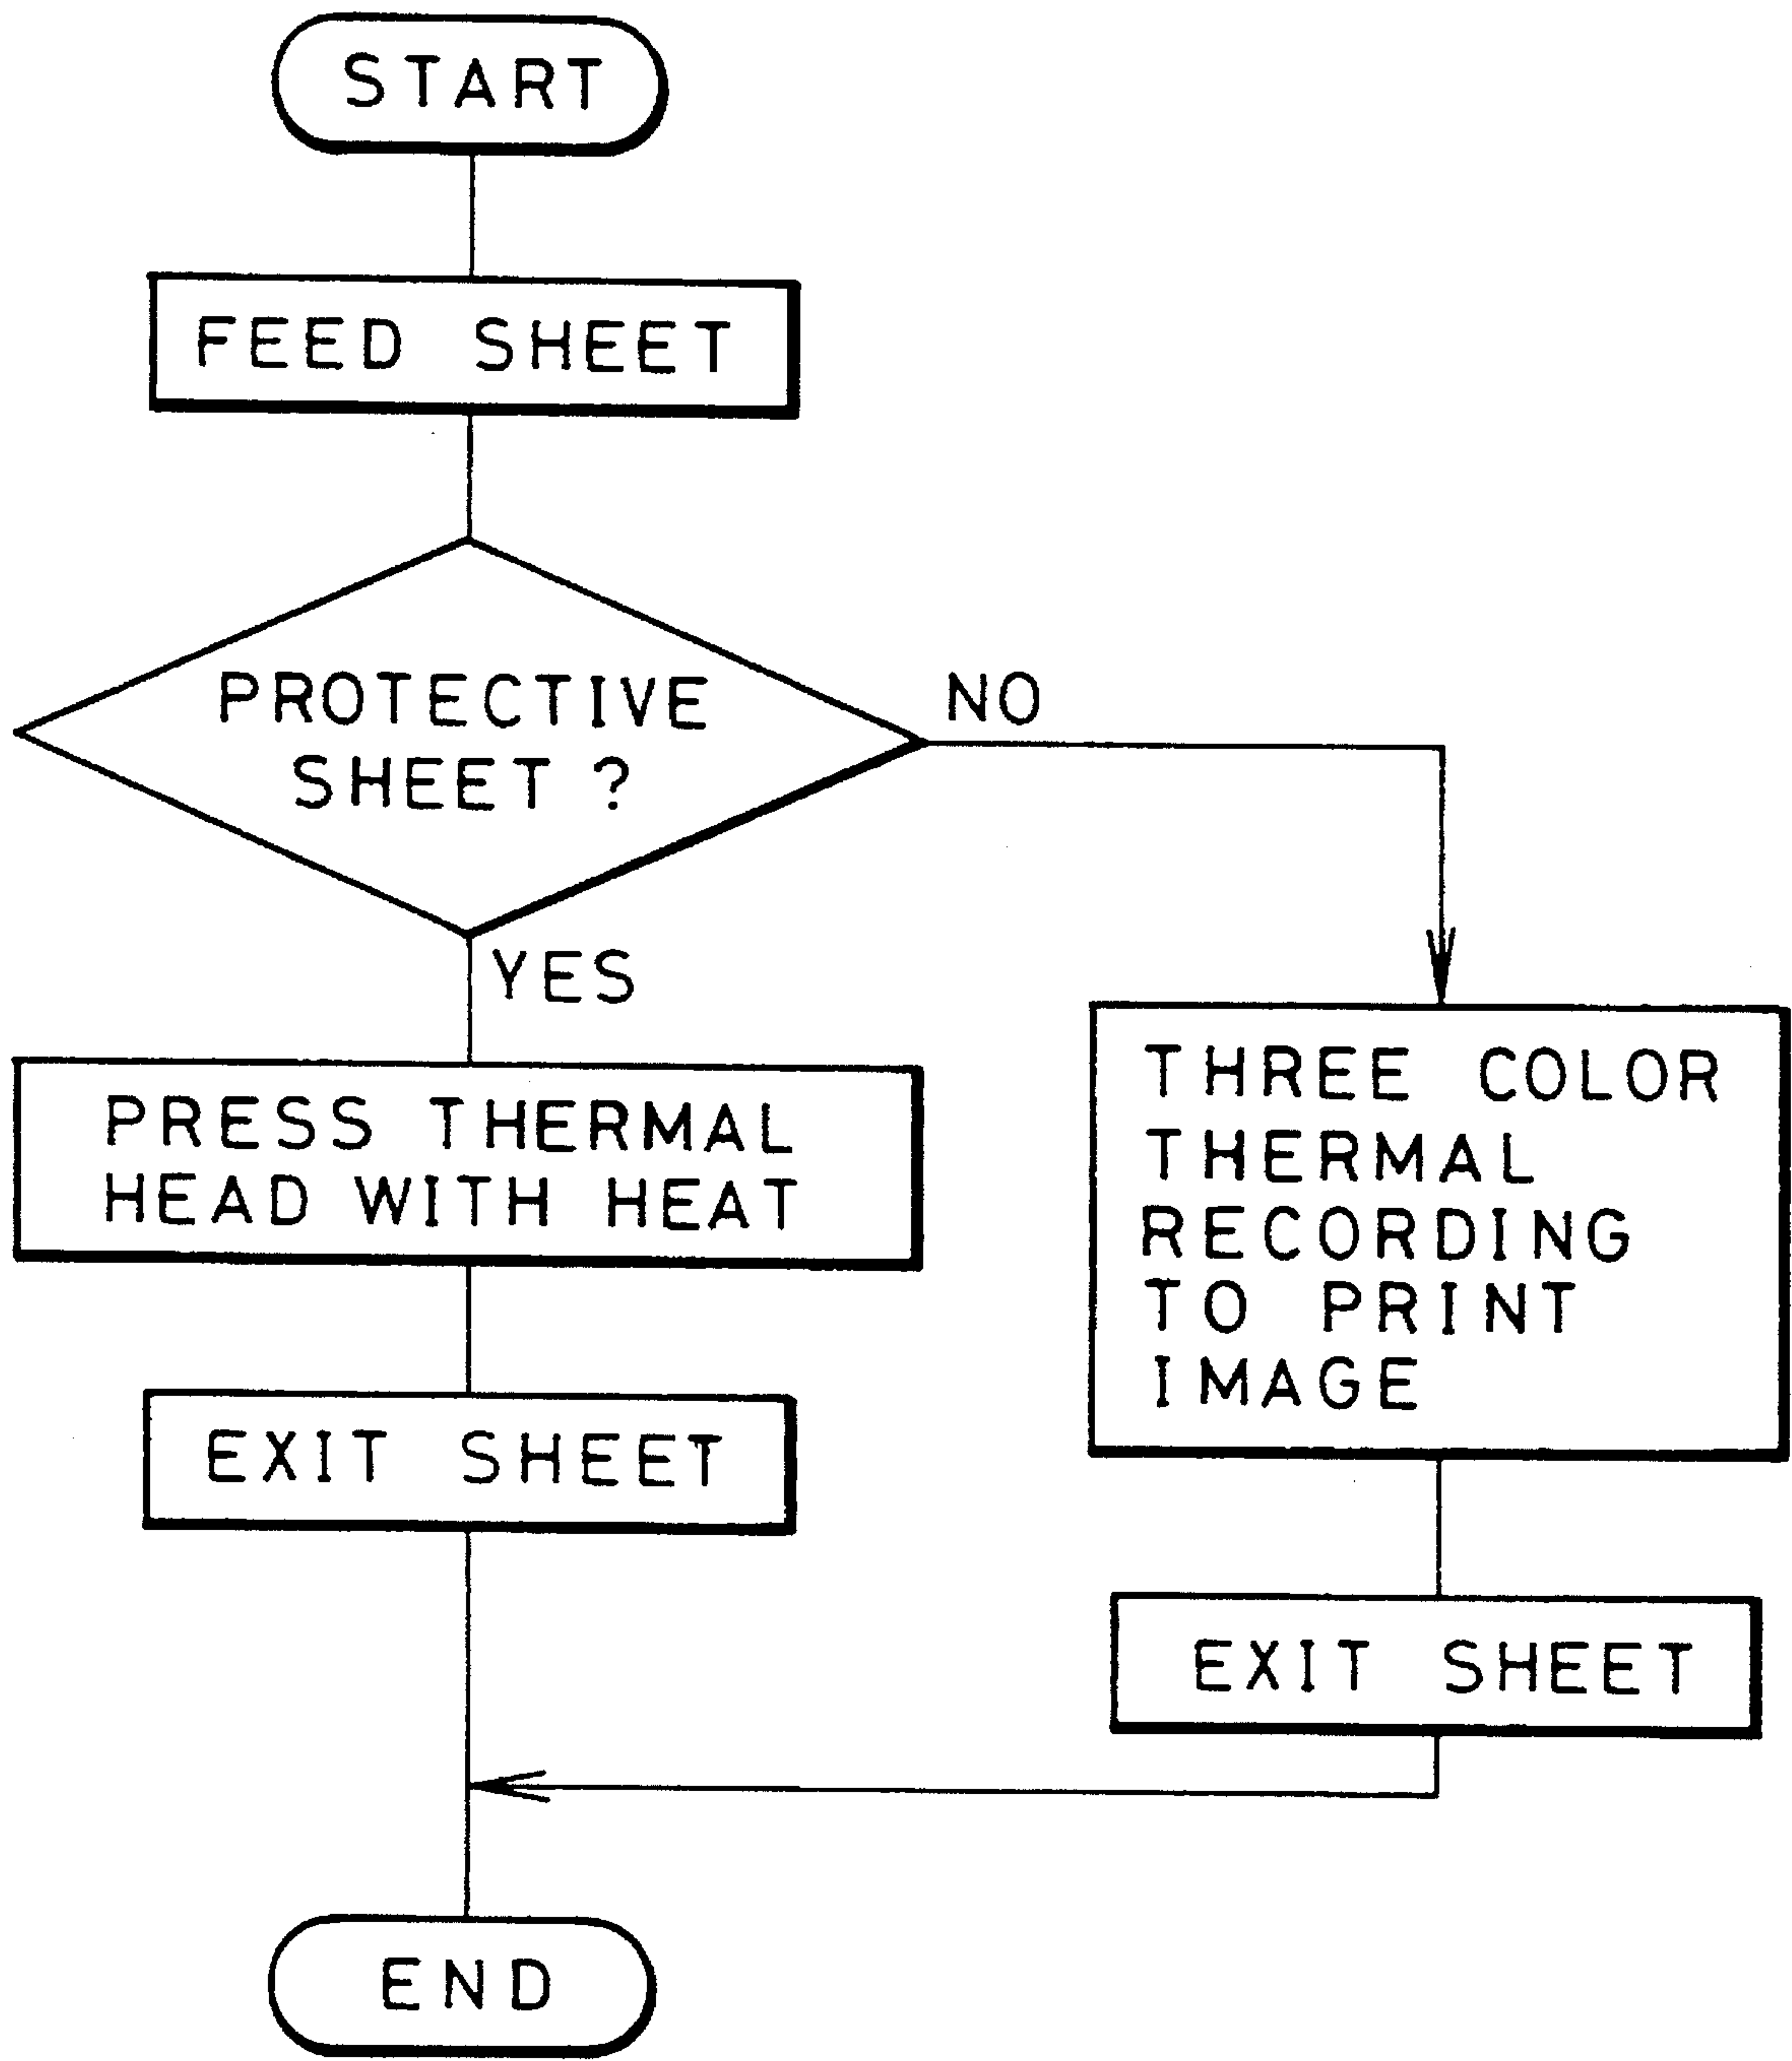 START
FEED SHEET
PROTECTIVE
SHEET ?
NO
YES
PRESS THERMAL
HEAD WITH HEAT
EXIT SHEET
THREE COLOR
THERMAL
RECORDING
TO PRINT
IMAGE
EXIT SHEET
END